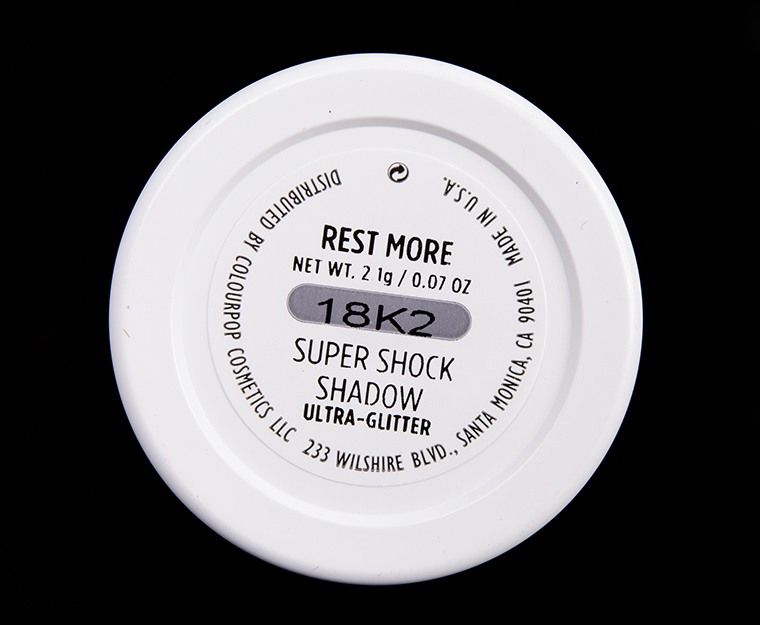 REST MORE
NET WT. 2.1g / 0.07 OZ
18K2
SUPER SHOCK
SHADOW
ULTRA-GLITTER
DISTRIBUTED BY COLOURPOP COSMETICS LLC 233 WILSHIRE BLVD., SANTA MONICA, CA 90401 MADE IN U.S.A.